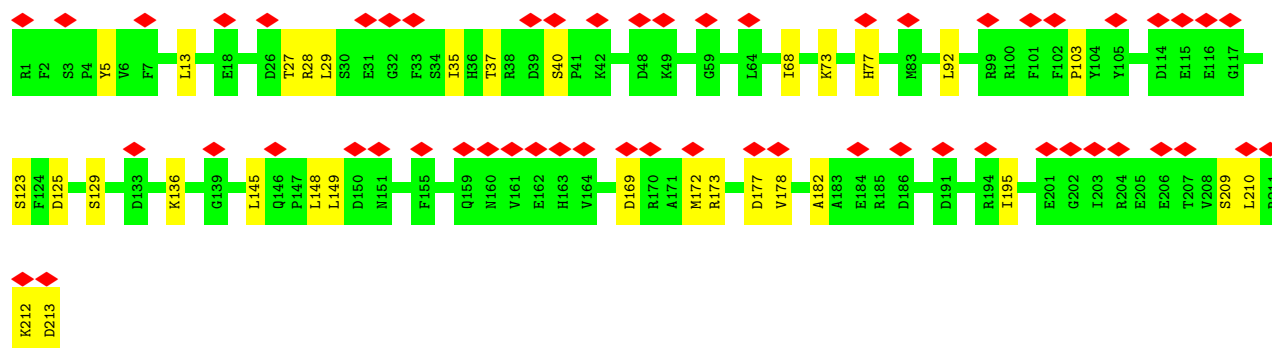 R1 F2 S3 P4 Y5 V6 F7 L13 E18 D26 T27 R28 L29 S30 E31 G32 F33 S34 I35 H36 T37 R38 D39 S40 P41 K42 D48 K49 G59 L64 I68 K73 H77 M83 L92 R99 R100 F101 F102 P103 Y104 Y105 D114 E115 E116 G117
S123 F124 D125 S129 D133 K136 G139 L145 Q146 P147 L148 L149 D150 N151 F155 Q159 N160 V161 E162 H163 V164 D169 R170 A171 M172 R173 D177 V178 A182 A183 E184 R185 D186 D191 R194 I195 E201 G202 I203 R204 E205 E206 T207 V208 S209 L210
K212 D213